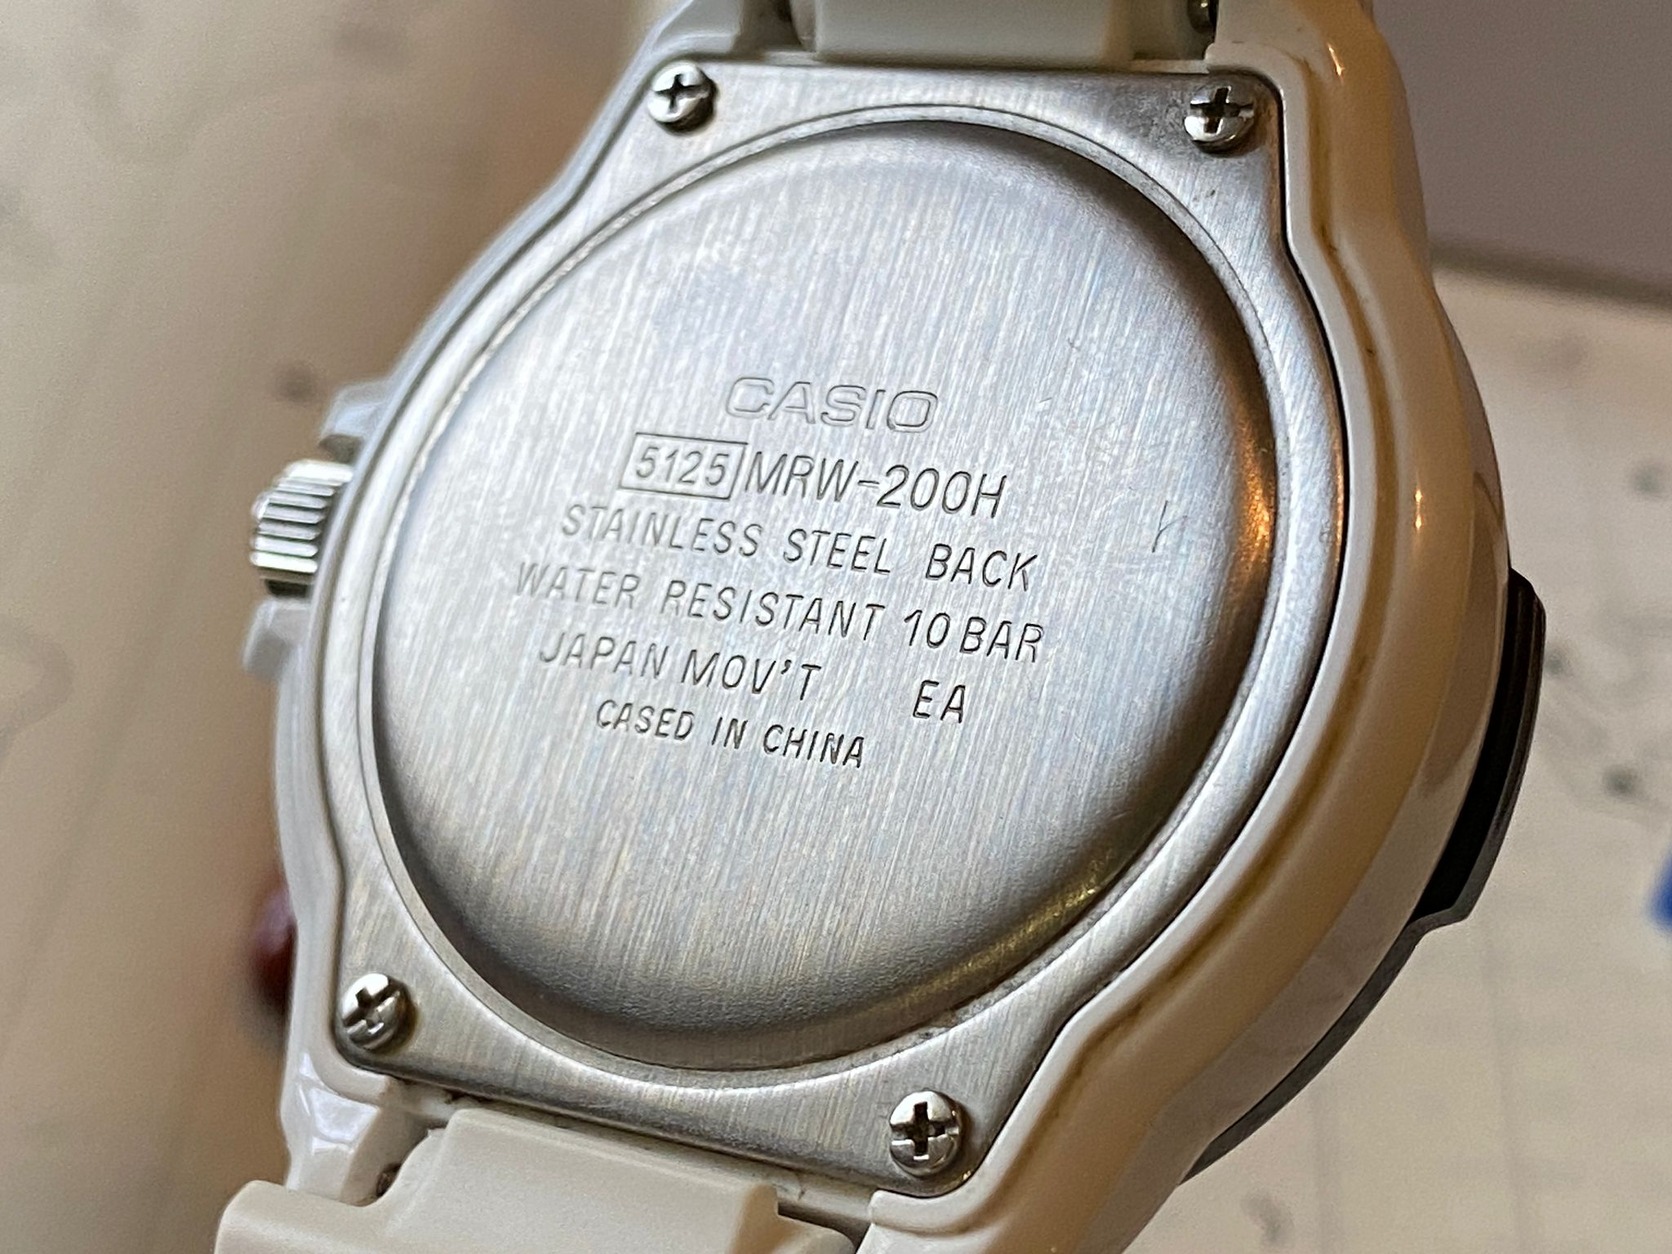 CASIO
5125 MRW-200H
STAINLESS STEEL BACK
WATER RESISTANT 10 BAR
JAPAN MOV'T EA
CASED IN CHINA